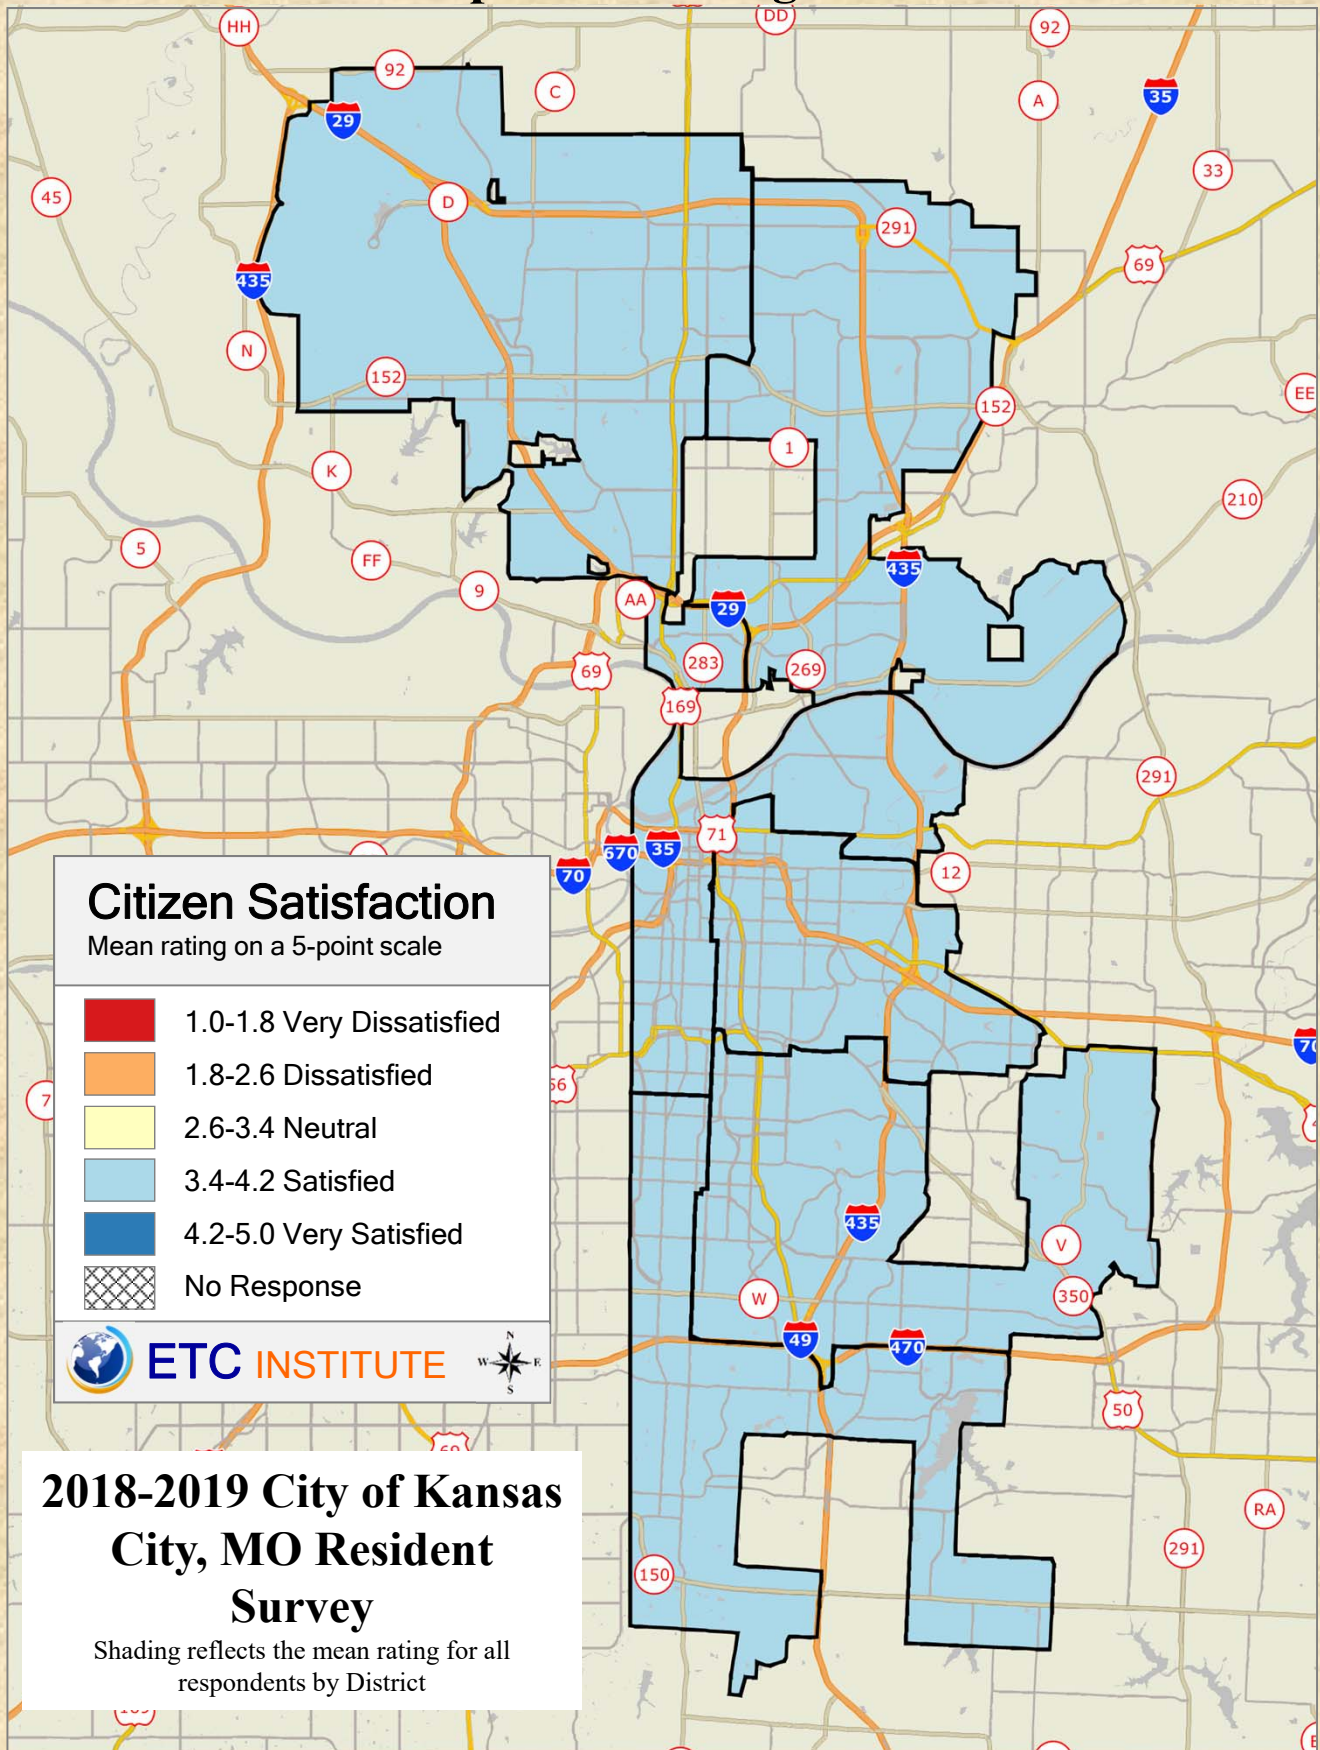 HH
DD
92
92
C
A
35
29
33
45
D
291
69
435
N
152
EE
152
1
K
210
5
FF
9
435
AA
29
283
269
69
169
291
71
670
35
70
12
Citizen Satisfaction
Mean rating on a 5-point scale
1.0-1.8 Very Dissatisfied
1.8-2.6 Dissatisfied
2.6-3.4 Neutral
3.4-4.2 Satisfied
4.2-5.0 Very Satisfied
No Response
70
7
56
435
V
350
W
49
470
N
W
E
S
ETC INSTITUTE
50
69
2018-2019 City of Kansas
City, MO Resident
Survey
Shading reflects the mean rating for all
respondents by District
RA
291
150
169